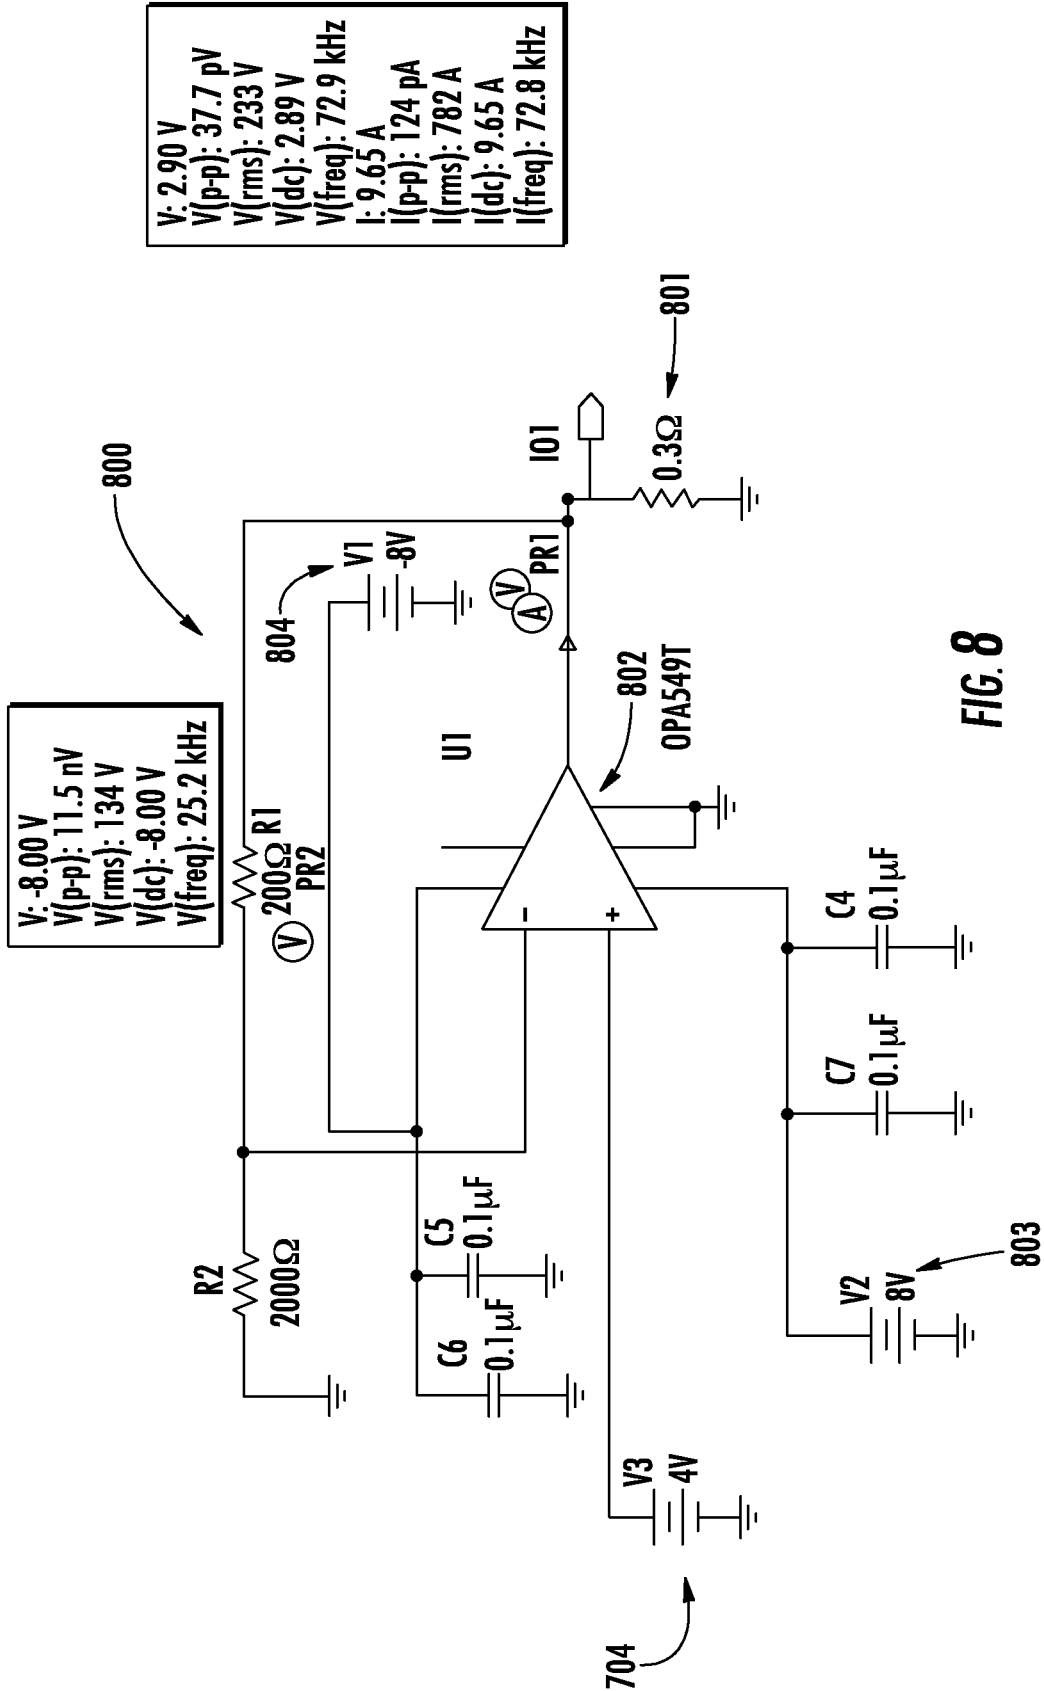 800
V: -8.00 V
V(p-p): 11.5 nV
V(rms): 134 V
V(dc): -8.00 V
V(freq): 25.2 kHz
V: 2.90 V
V(p-p): 37.7 pV
V(rms): 233 V
V(dc): 2.89 V
V(freq): 72.9 kHz
I: 9.65 A
I(p-p): 124 pA
I(rms): 782 A
I(dc): 9.65 A
I(freq): 72.8 kHz
R2
2000Ω
R1
200Ω
PR2
V
804
V1
-8V
C6
0.1µF
C5
0.1µF
U1
V
A
PR1
IO1
-
+
802
OPA549T
0.3Ω
801
704
V3
4V
V2
8V
803
C7
0.1µF
C4
0.1µF
FIG. 8